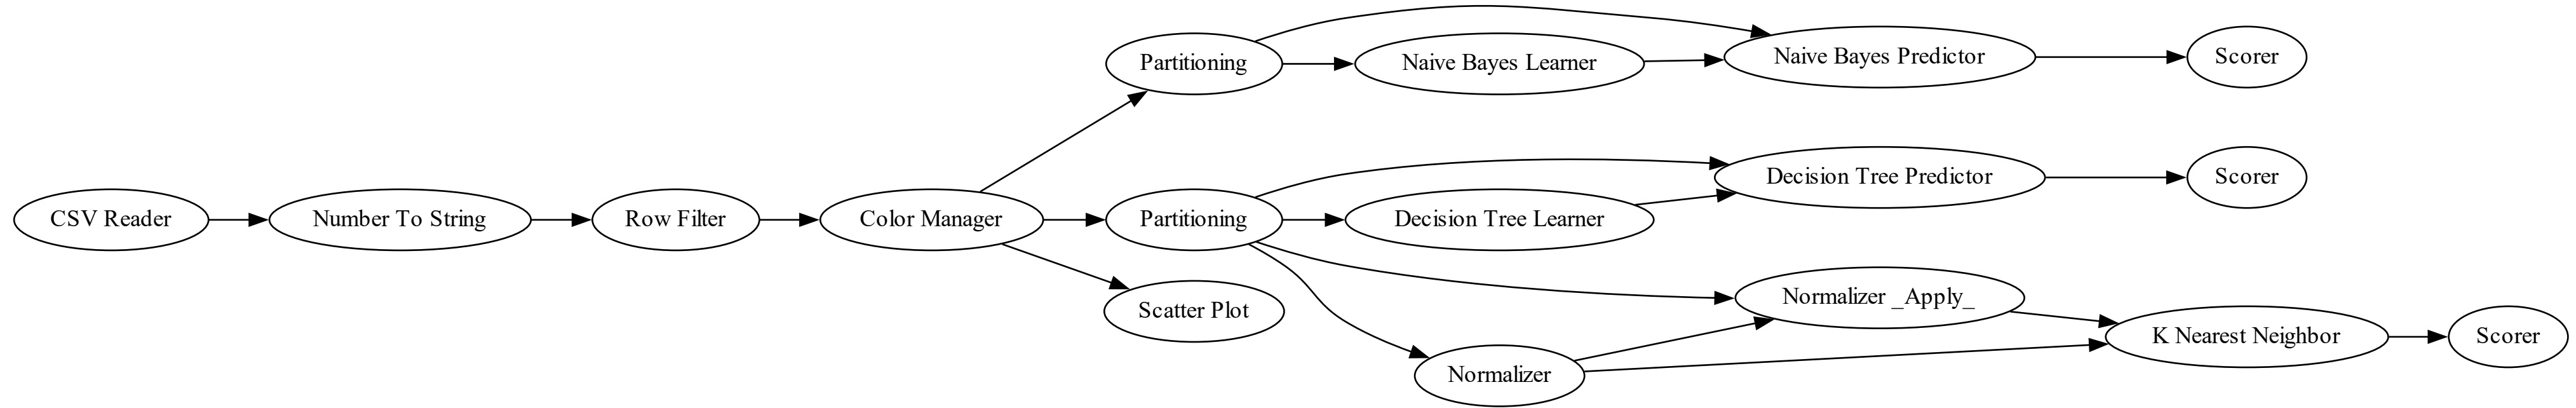 CSV Reader
Number To String
Row Filter
Color Manager
Partitioning
Naive Bayes Learner
Naive Bayes Predictor
Scorer
Partitioning
Decision Tree Learner
Decision Tree Predictor
Scorer
Scatter Plot
Normalizer
Normalizer _Apply_
K Nearest Neighbor
Scorer